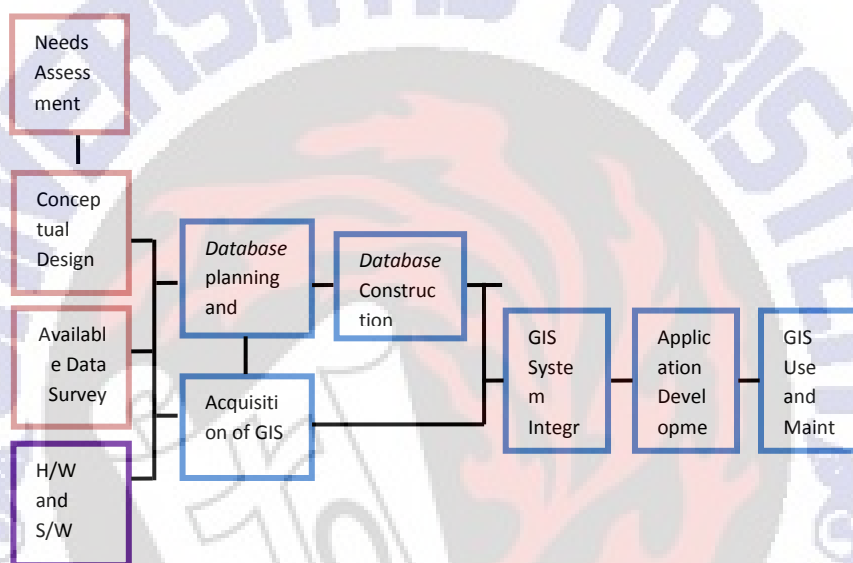 Needs
Assess
ment
Concep
tual
Design
Availabl
e Data
Survey
H/W
and
S/W
Database
planning
and
Acquisiti
on of GIS
Database
Construc
tion
GIS
Syste
m
Integr
Applic
ation
Devel
opme
GIS
Use
and
Maint